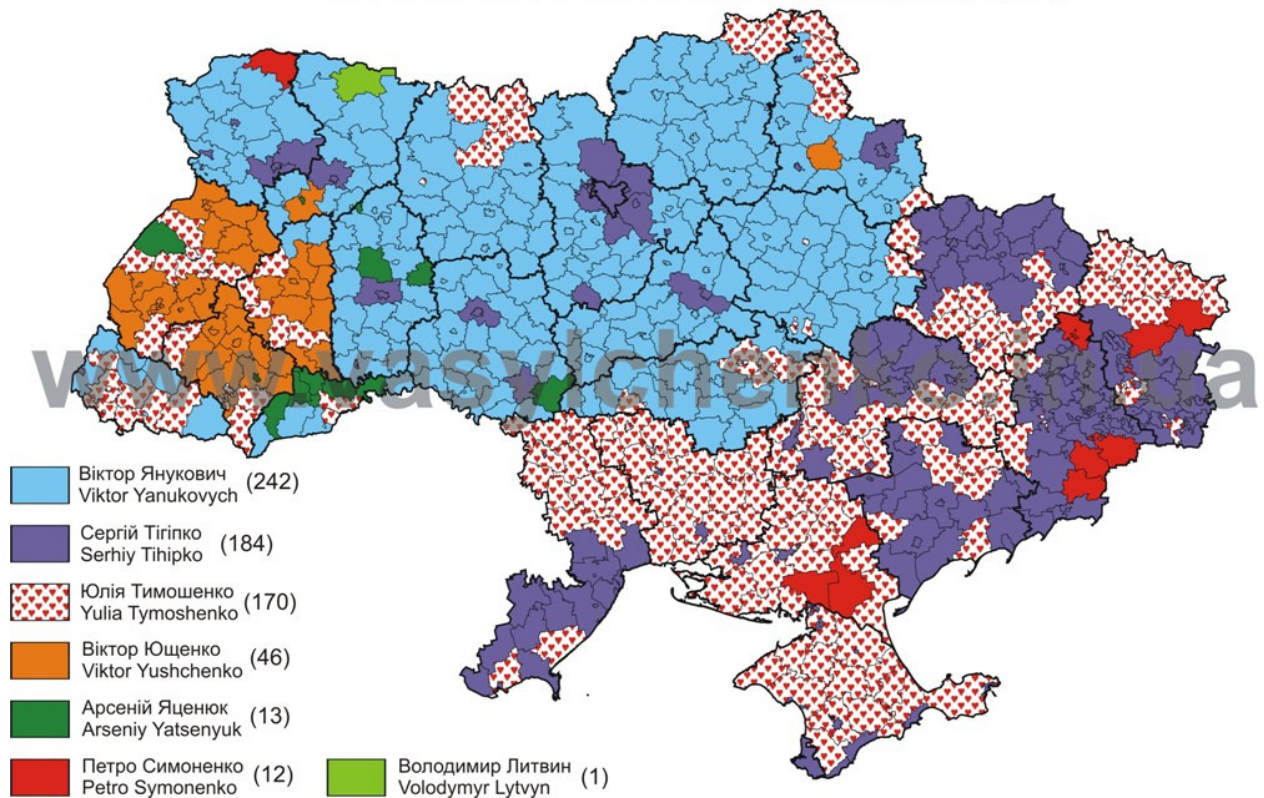 www.vasylchenko.in.ua
Віктор Янукович
Viktor Yanukovych (242)
Сергій Тігіпко
Serhiy Tihipko (184)
Юлія Тимошенко
Yulia Tymoshenko (170)
Віктор Ющенко
Viktor Yushchenko (46)
Арсеній Яценюк
Arseniy Yatsenyuk (13)
Петро Симоненко
Petro Symonenko (12)
Володимир Литвин
Volodymyr Lytvyn (1)